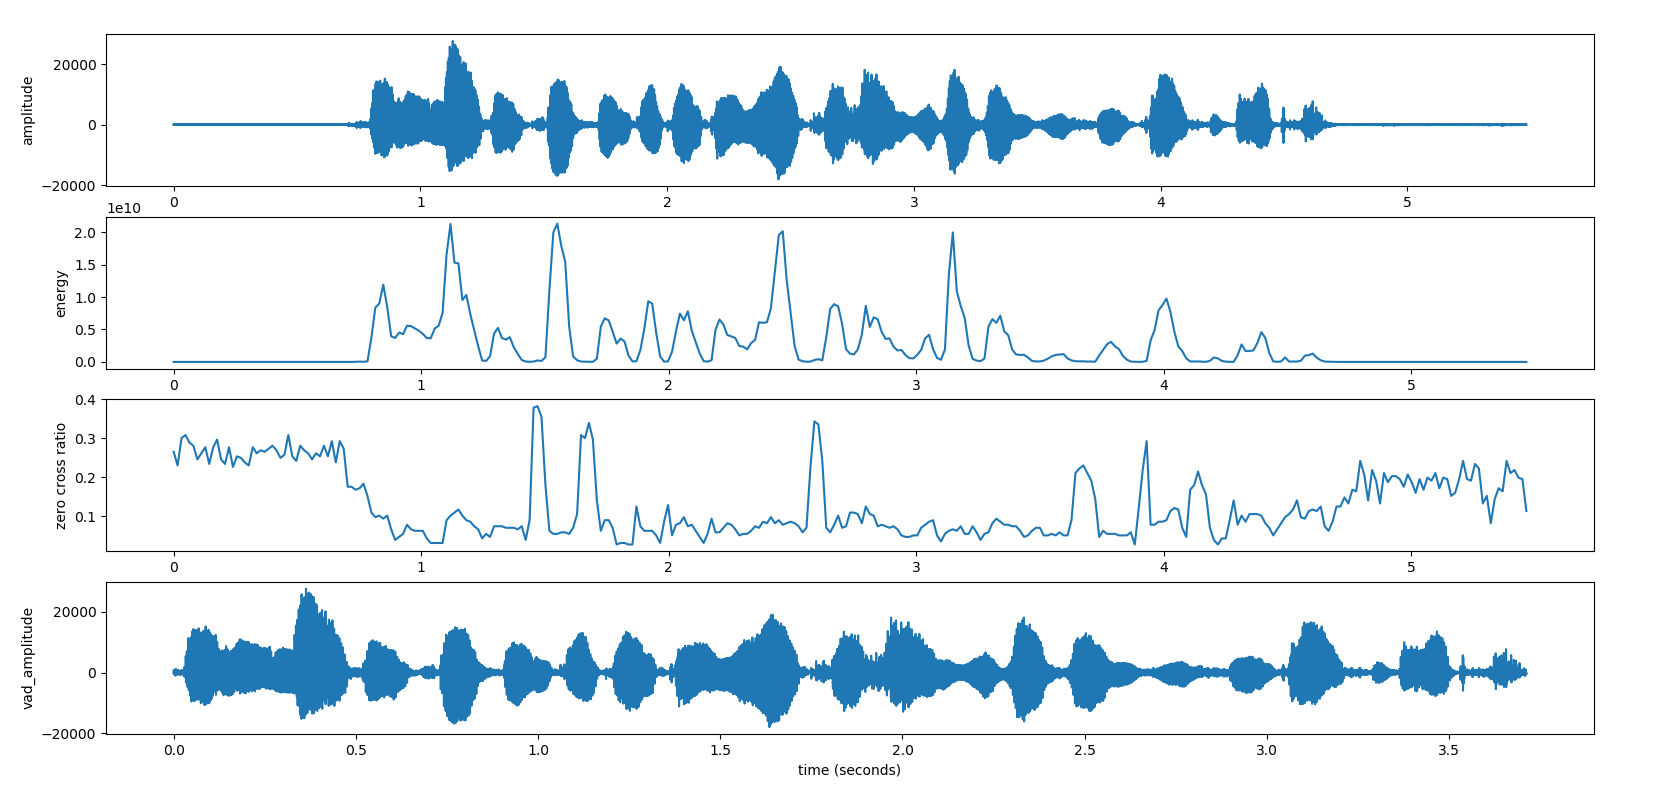 amplitude
20000
0
−20000
0 1 2 3 4 5
1e10
energy
2.0
1.5
1.0
0.5
0.0
0 1 2 3 4 5
zero cross ratio
0.4
0.3
0.2
0.1
0 1 2 3 4 5
vad_amplitude
20000
0
−20000
0.0 0.5 1.0 1.5 2.0 2.5 3.0 3.5
time (seconds)